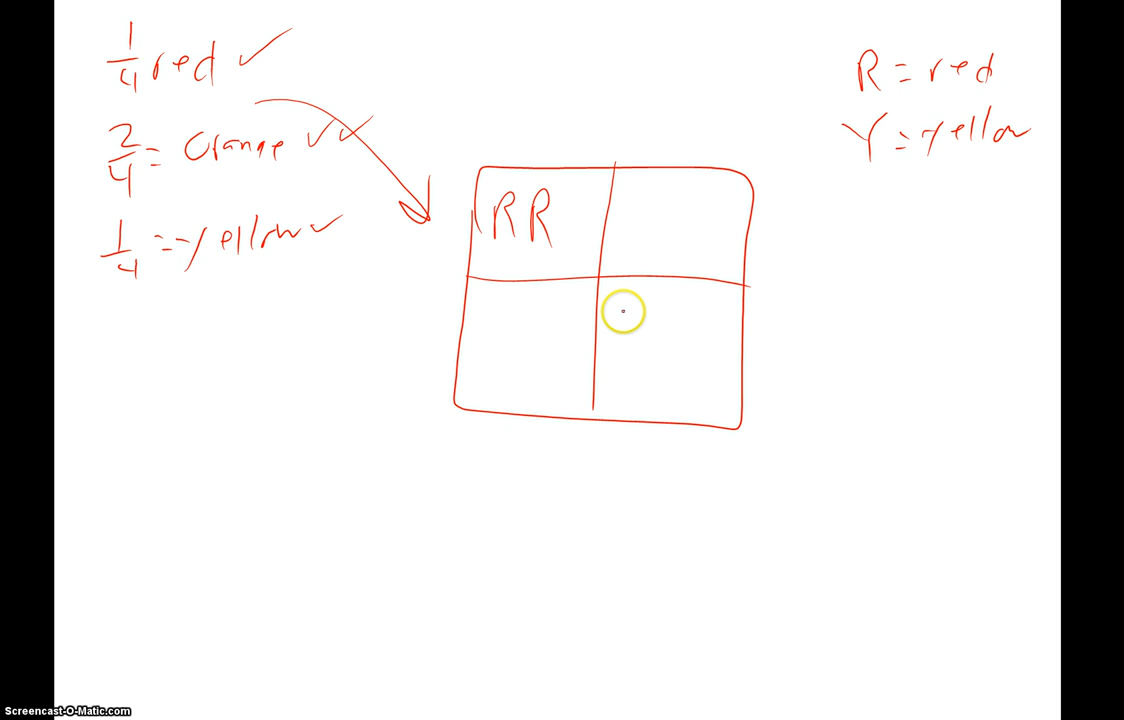 1/4 red ✓
2/4 = Orange ✓✓
1/4 = yellow ✓
R = red
Y = yellow
RR
Screencast-O-Matic.com